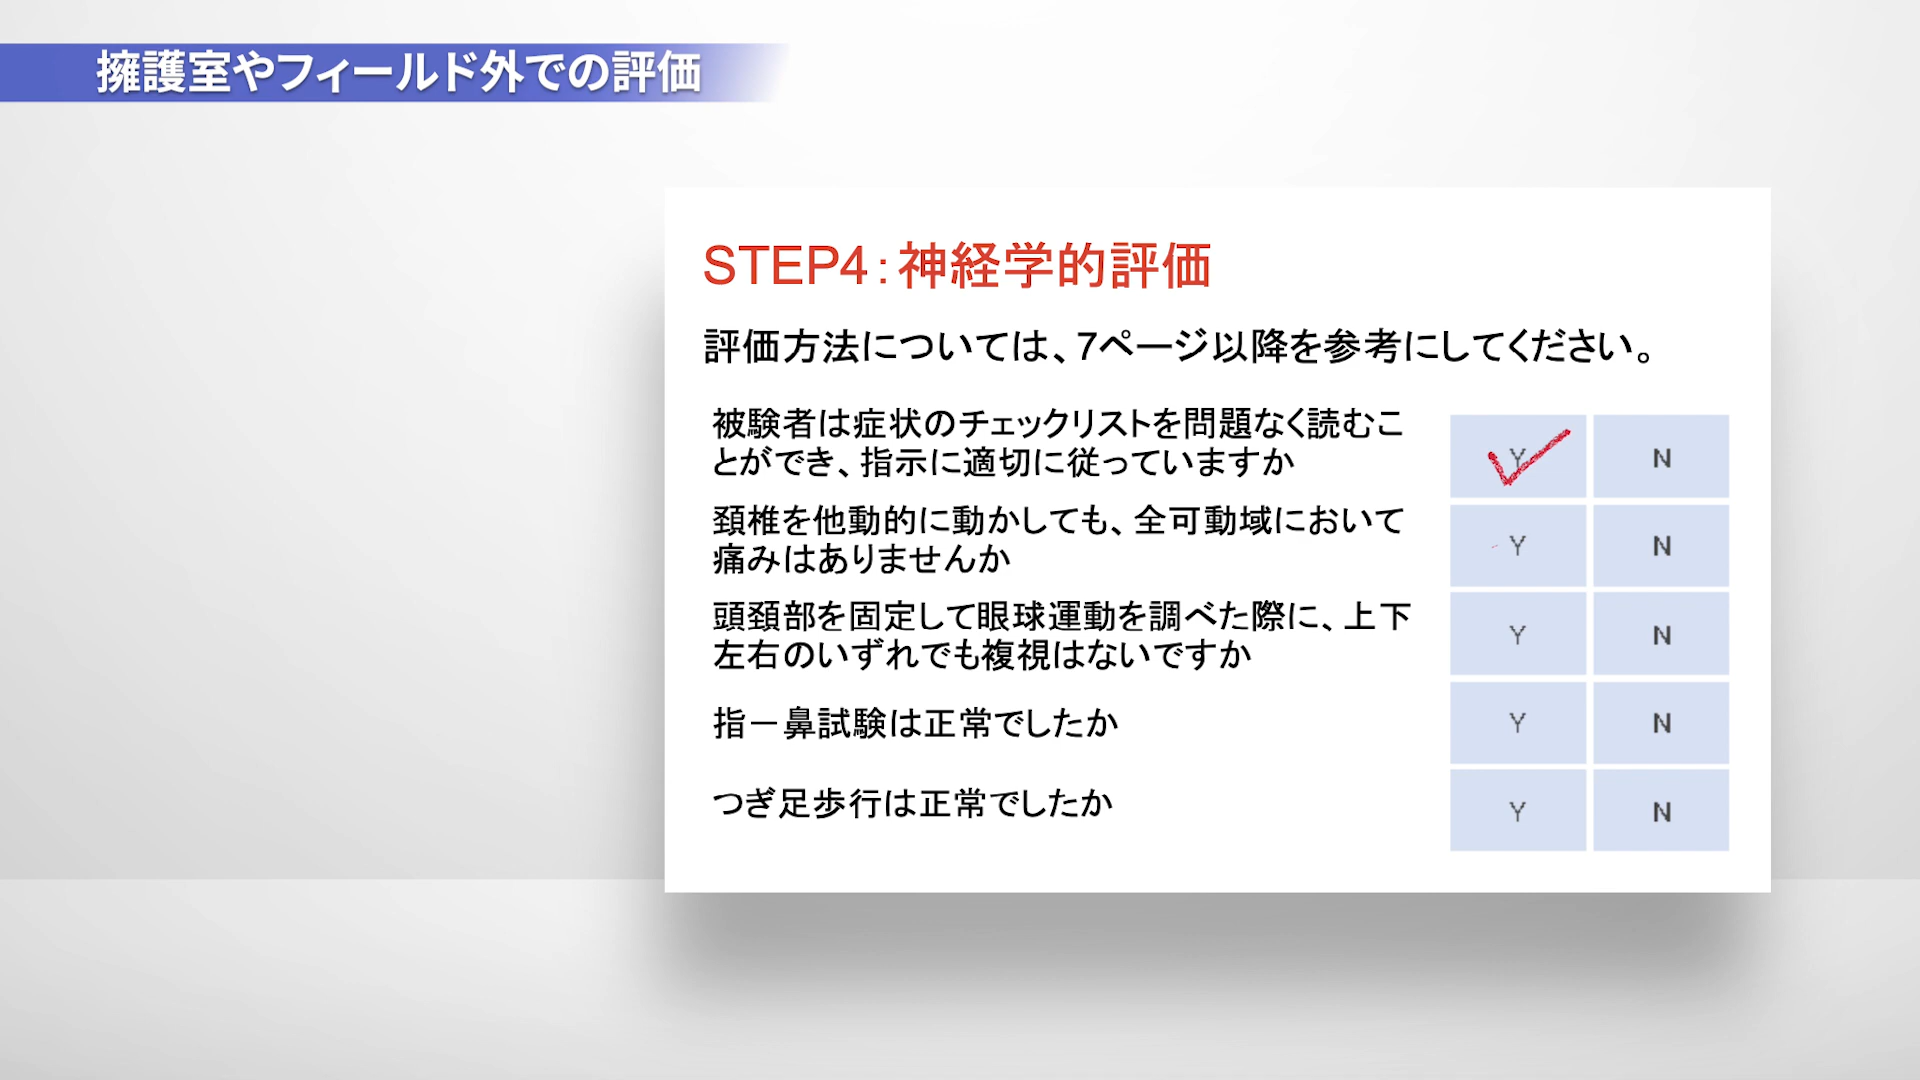 擁護室やフィールド外での評価
STEP4：神経学的評価
評価方法については、7ページ以降を参考にしてください。
被験者は症状のチェックリストを問題なく読むこ
とができ、指示に適切に従っていますか
Y N
頚椎を他動的に動かしても、全可動域において
痛みはありませんか
Y N
頭頚部を固定して眼球運動を調べた際に、上下
左右のいずれでも複視はないですか
Y N
指－鼻試験は正常でしたか
Y N
つぎ足歩行は正常でしたか
Y N